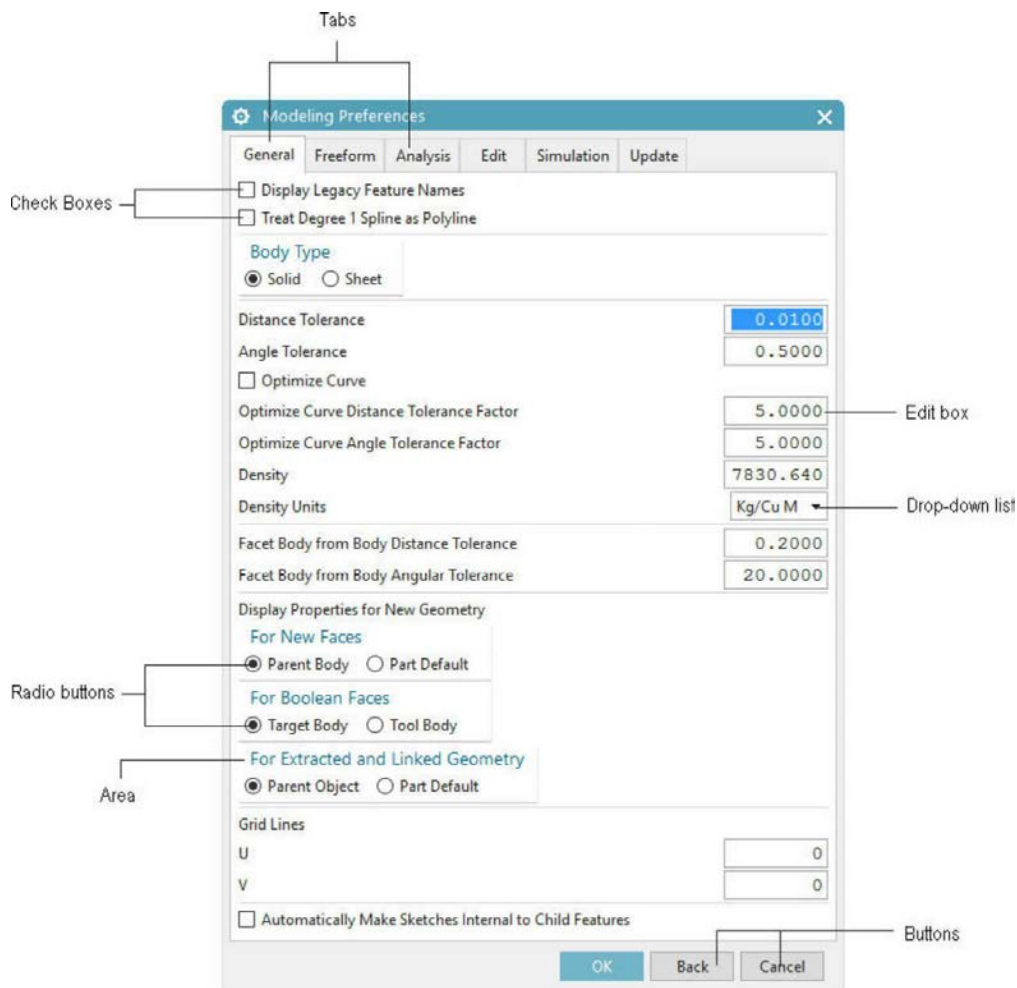 Tabs
Modeling Preferences
General Freeform Analysis Edit Simulation Update
Check Boxes
Display Legacy Feature Names
Treat Degree 1 Spline as Polyline
Body Type
Solid Sheet
Distance Tolerance 0.0100
Angle Tolerance 0.5000
Optimize Curve
Optimize Curve Distance Tolerance Factor 5.0000 Edit box
Optimize Curve Angle Tolerance Factor 5.0000
Density 7830.640
Density Units Kg/Cu M Drop-down list
Facet Body from Body Distance Tolerance 0.2000
Facet Body from Body Angular Tolerance 20.0000
Display Properties for New Geometry
For New Faces
Parent Body Part Default
Radio buttons
For Boolean Faces
Target Body Tool Body
For Extracted and Linked Geometry
Area
Parent Object Part Default
Grid Lines
U 0
V 0
Automatically Make Sketches Internal to Child Features
Buttons
OK Back Cancel